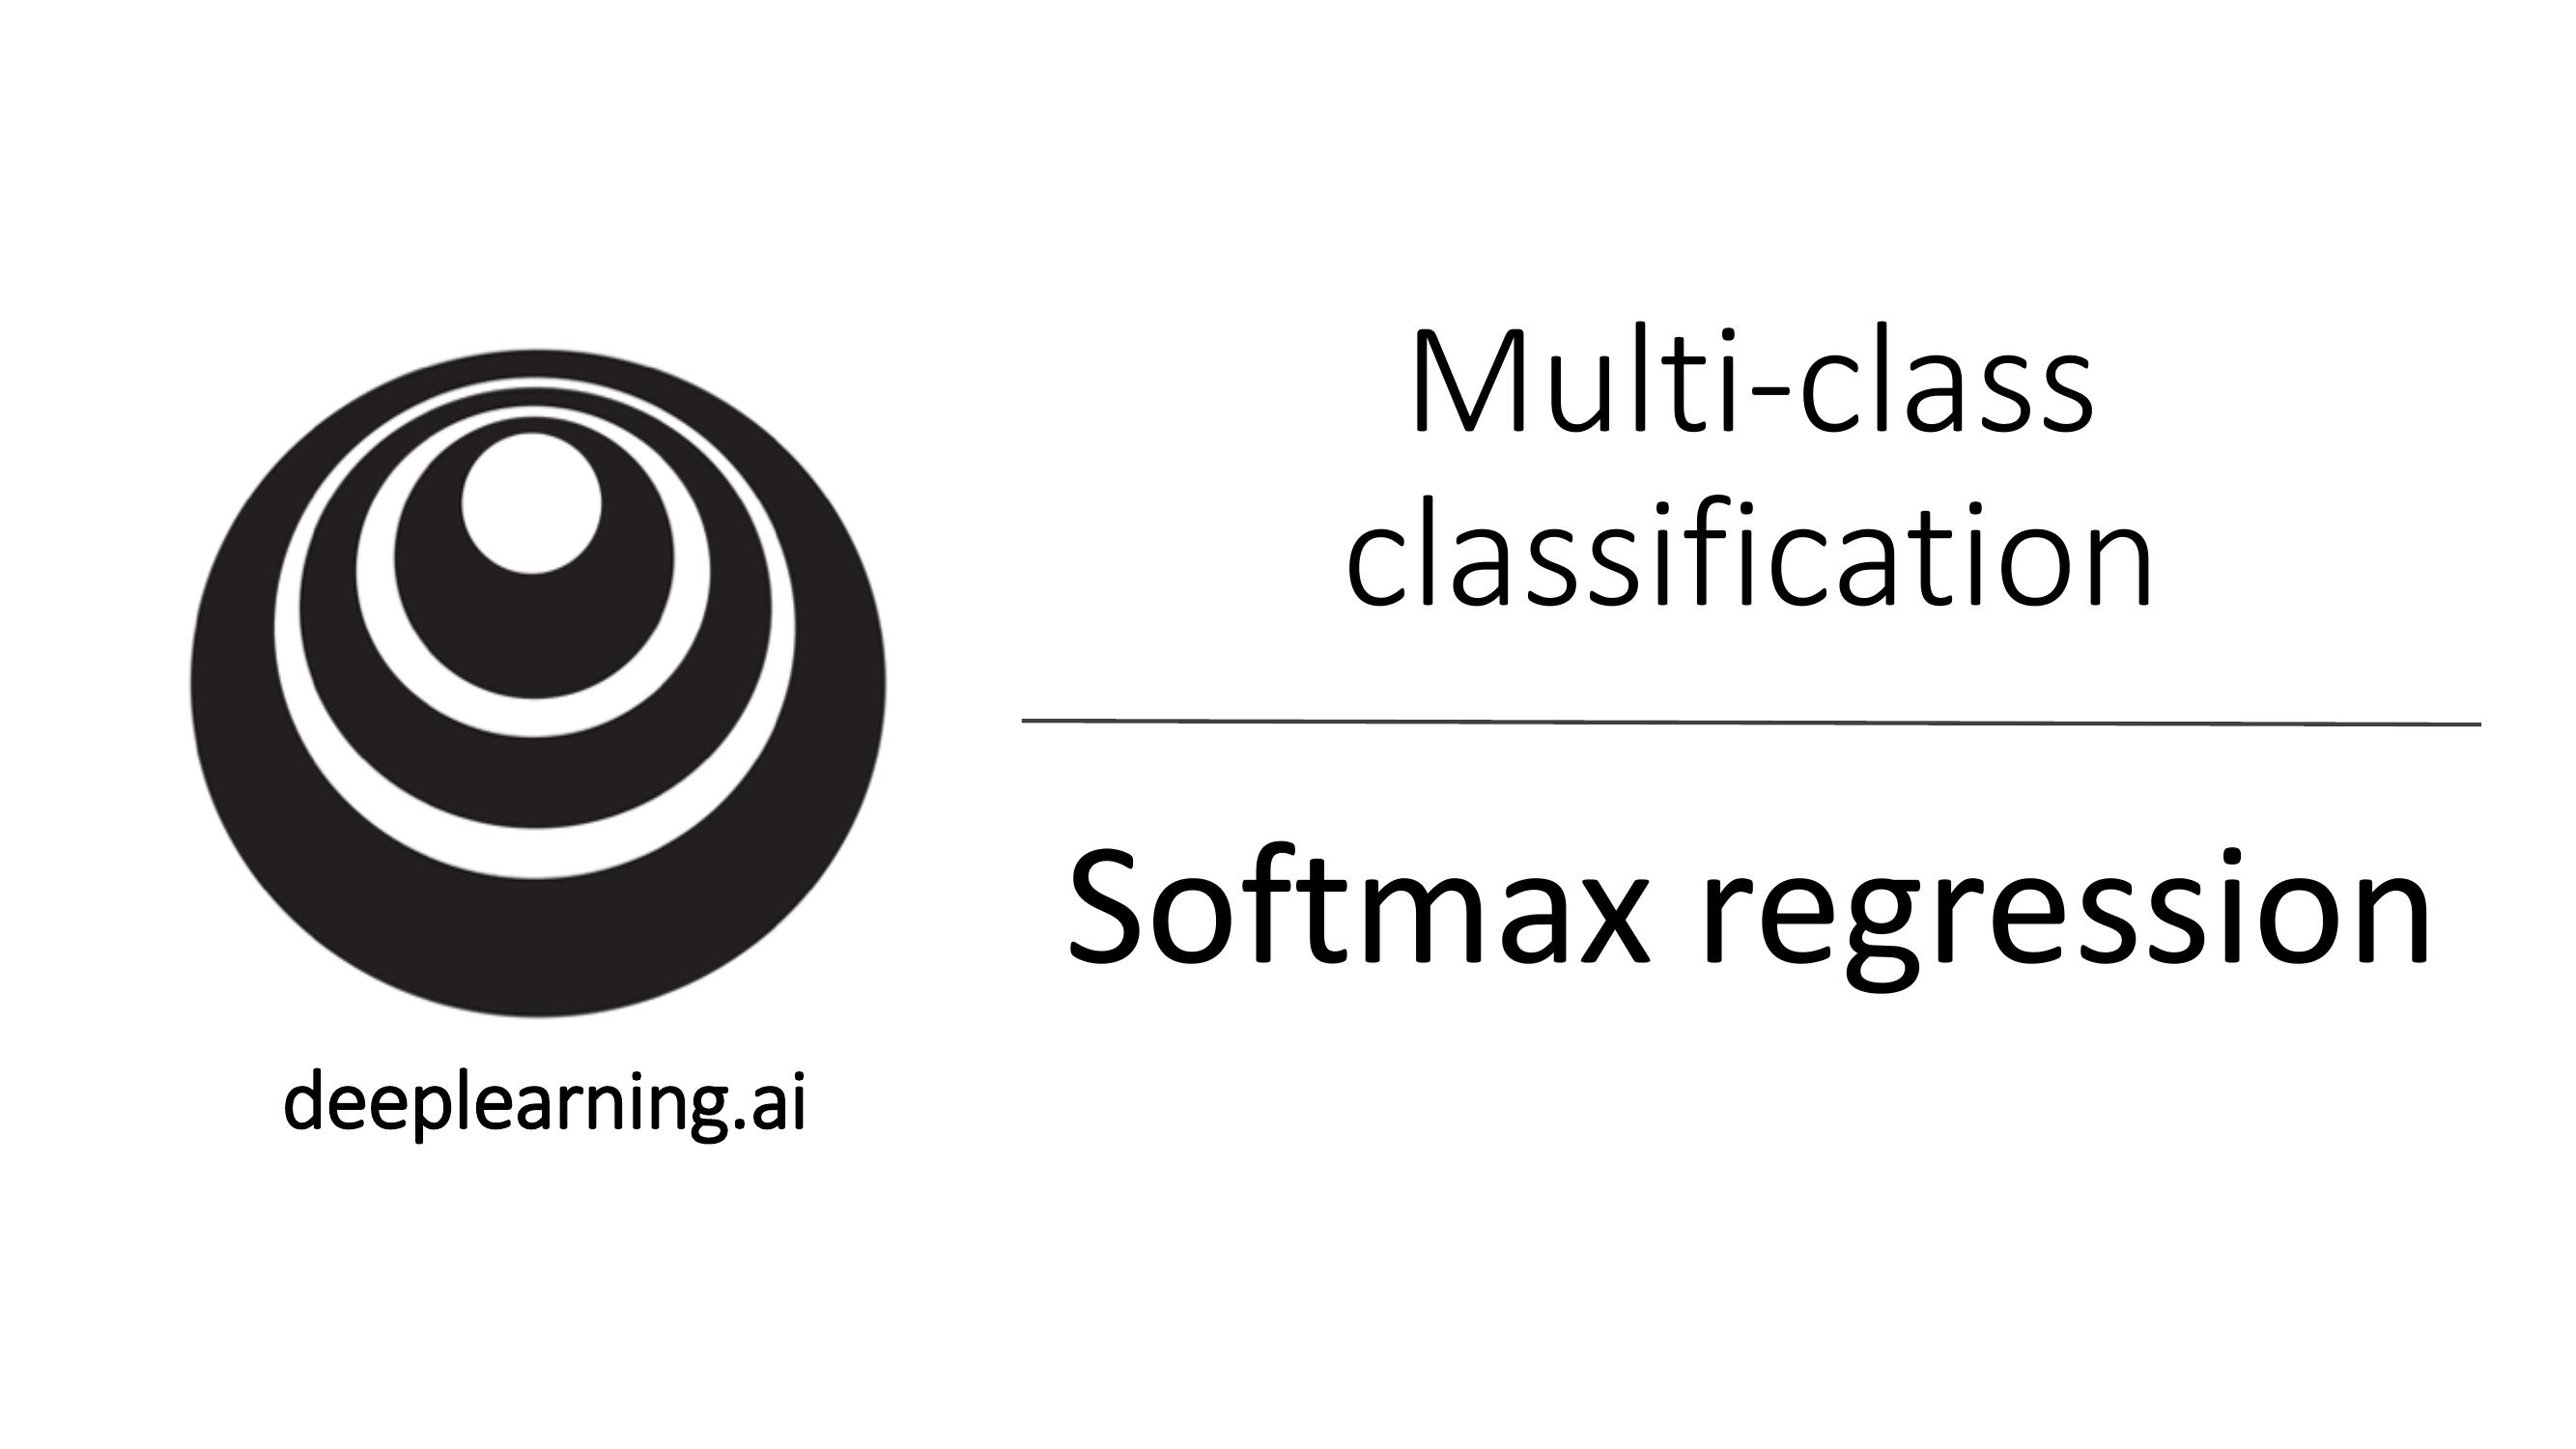 Multi-class
classification
Softmax regression
deeplearning.ai